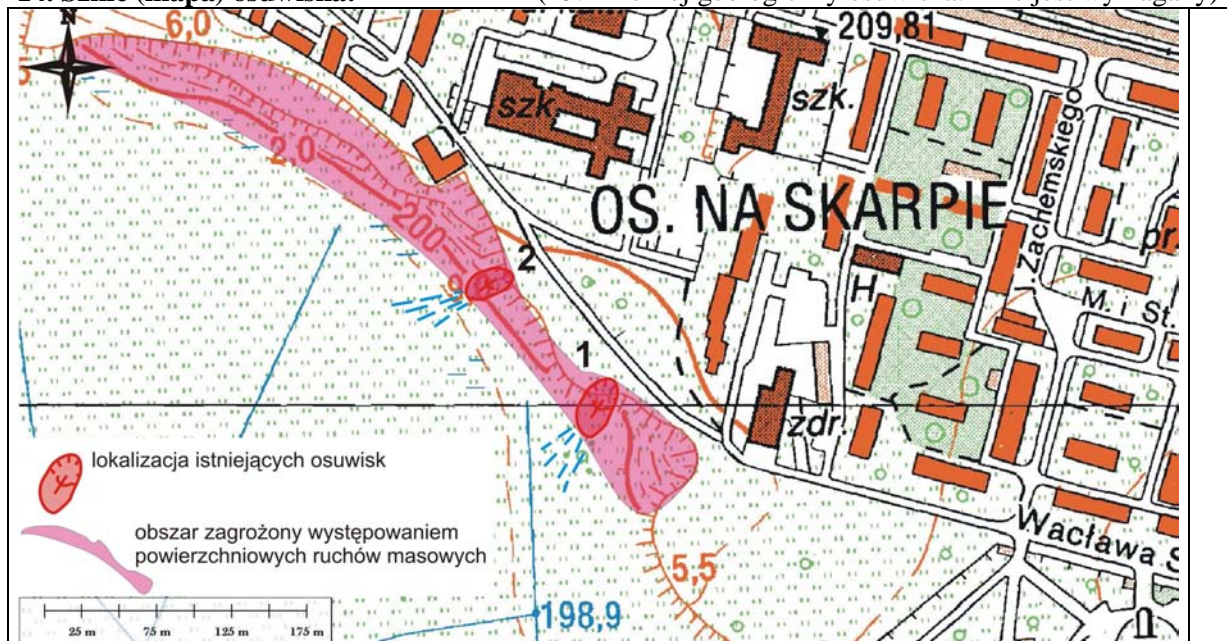 N
6,0
209,81
szk.
szk.
Zachemskiego
2,0
OS. NA SKARPIE
200
pr.
2
9
H
M. i St.
1
zdr.
lokalizacja istniejących osuwisk
obszar zagrożony występowaniem
powierzchniowych ruchów masowych
Wacława S
5,5
25 m 75 m 125 m 175 m
198,9